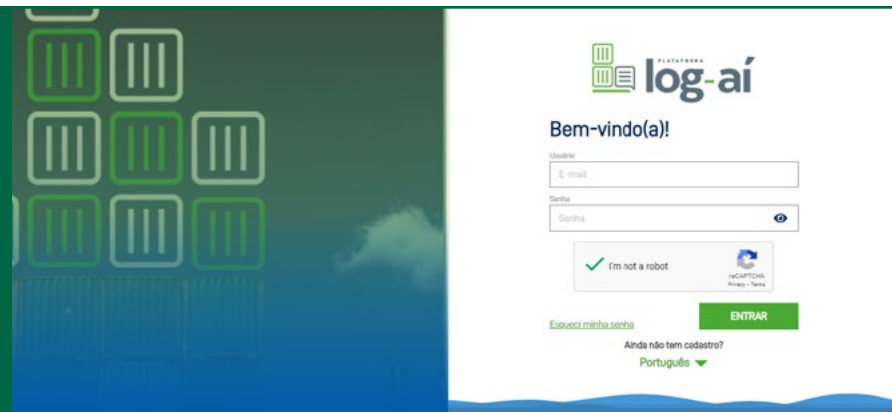 PLATAFORMA
log-aí
Bem-vindo(a)!
Usuário
E-mail
Senha
Senha
I'm not a robot
reCAPTCHA
Privacy - Terms
Esqueci minha senha
ENTRAR
Ainda não tem cadastro?
Português